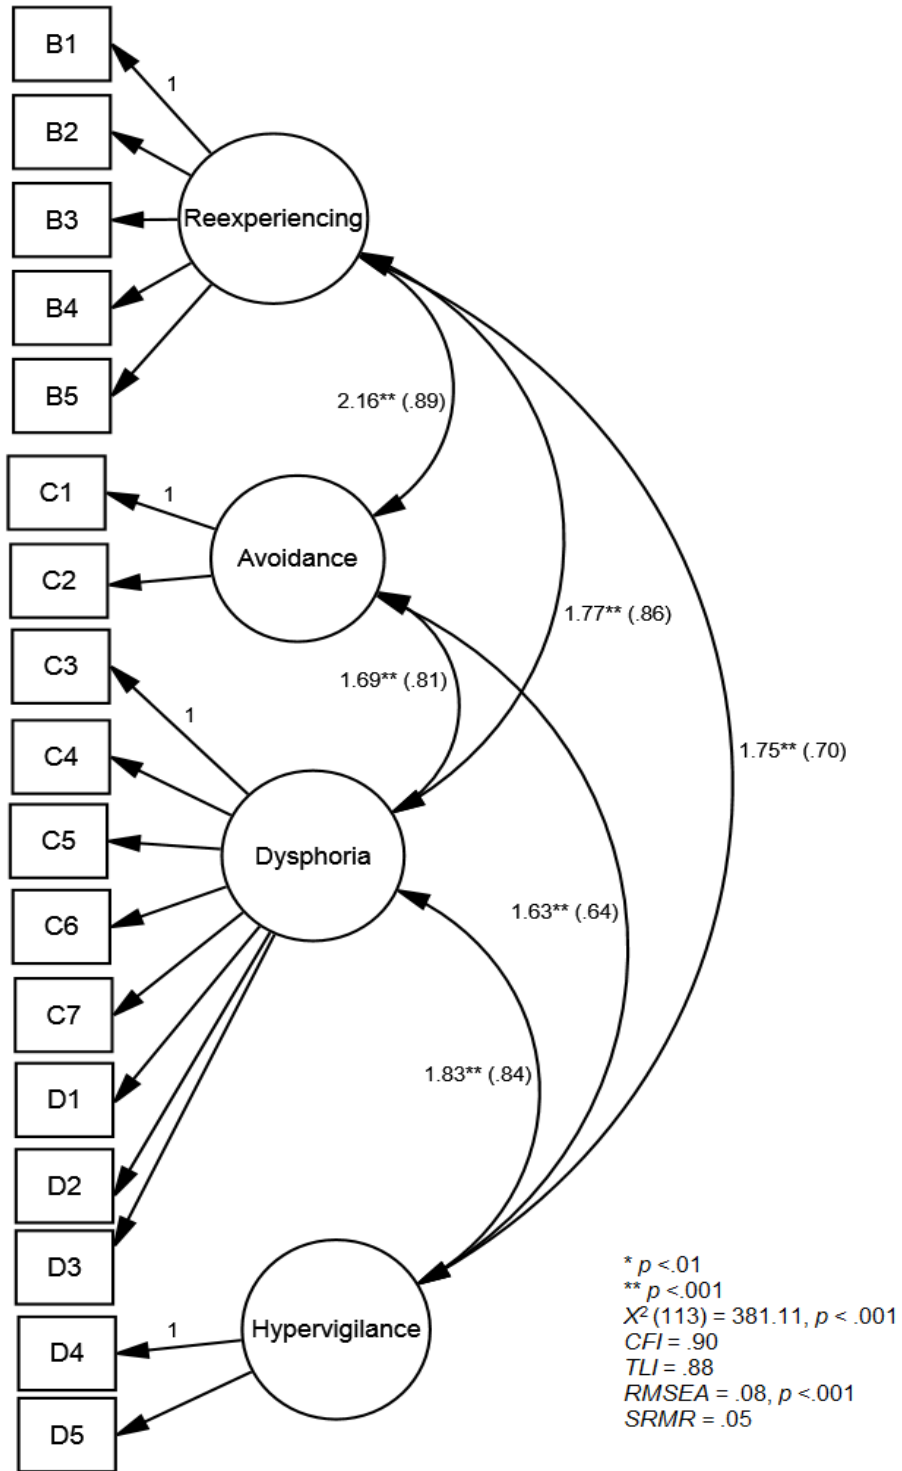 B1
1
B2
B3
Reexperiencing
B4
B5
2.16** (.89)
C1
1
Avoidance
C2
1.77** (.86)
C3
1.69** (.81)
1
C4
1.75** (.70)
C5
Dysphoria
C6
1.63** (.64)
C7
1.83** (.84)
D1
D2
D3
D4
1
Hypervigilance
D5
* p <.01
** p <.001
X² (113) = 381.11, p < .001
CFI = .90
TLI = .88
RMSEA = .08, p <.001
SRMR = .05